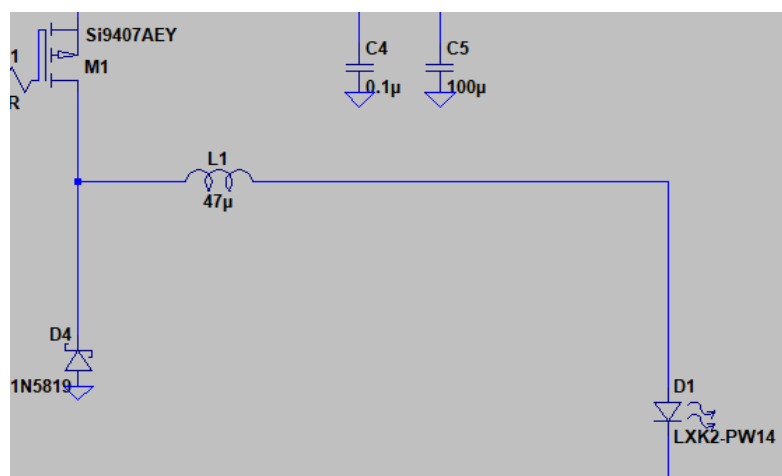 Si9407AEY
1
M1
R
C4
0.1µ
C5
100µ
L1
47µ
D4
1N5819
D1
LXK2-PW14